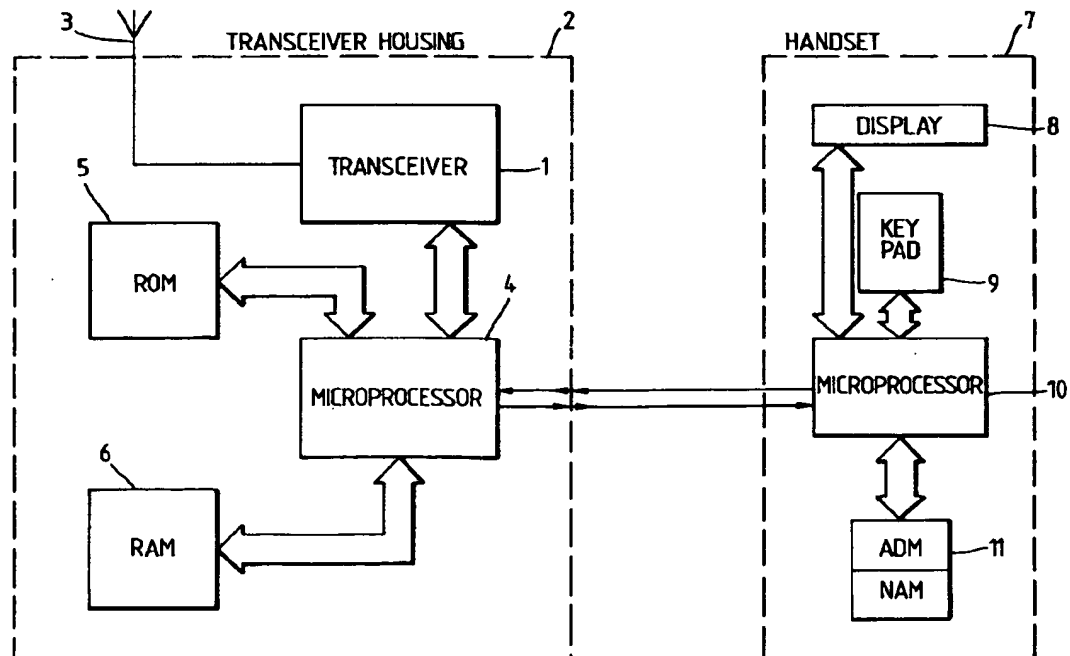 3
TRANSCEIVER HOUSING
2
HANDSET
7
TRANSCEIVER
1
DISPLAY
8
5
ROM
KEY
PAD
9
4
MICROPROCESSOR
MICROPROCESSOR
10
6
RAM
ADM
11
NAM